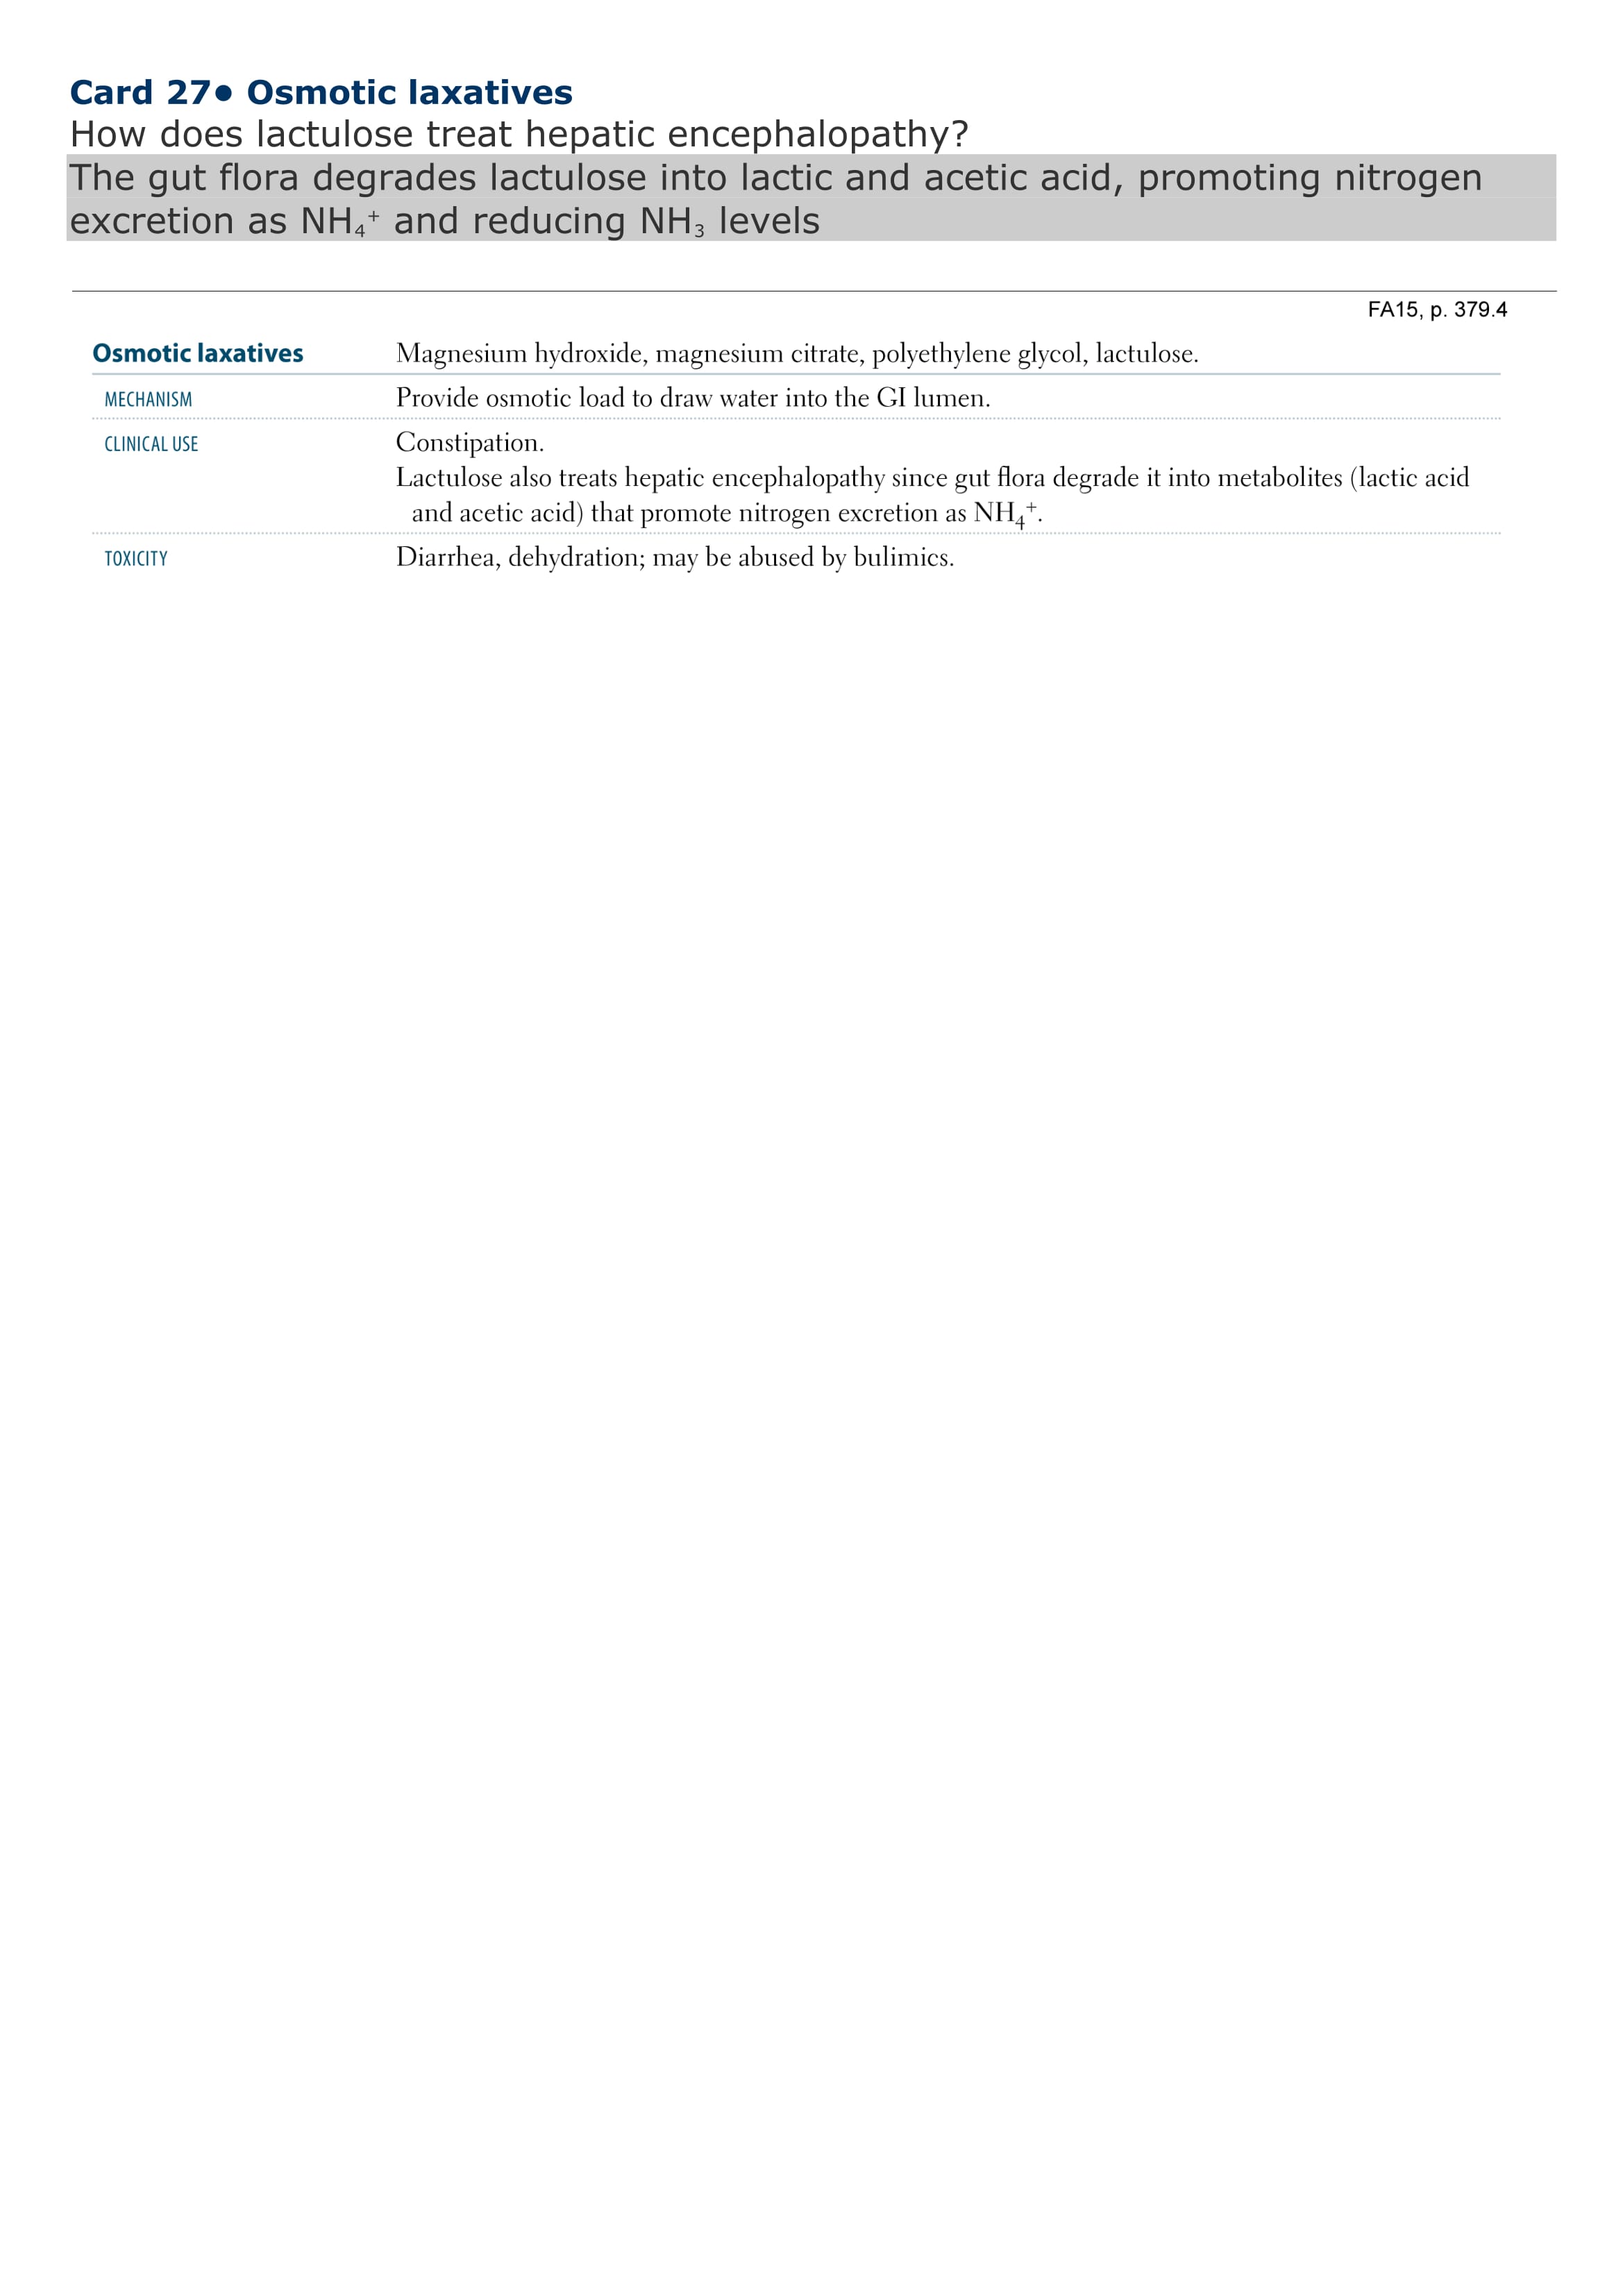 Card 27● Osmotic laxatives
How does lactulose treat hepatic encephalopathy?
The gut flora degrades lactulose into lactic and acetic acid, promoting nitrogen
excretion as NH₄⁺ and reducing NH₃ levels
FA15, p. 379.4
Osmotic laxatives Magnesium hydroxide, magnesium citrate, polyethylene glycol, lactulose.
MECHANISM Provide osmotic load to draw water into the GI lumen.
CLINICAL USE Constipation.
Lactulose also treats hepatic encephalopathy since gut flora degrade it into metabolites (lactic acid
and acetic acid) that promote nitrogen excretion as NH₄⁺.
TOXICITY Diarrhea, dehydration; may be abused by bulimics.